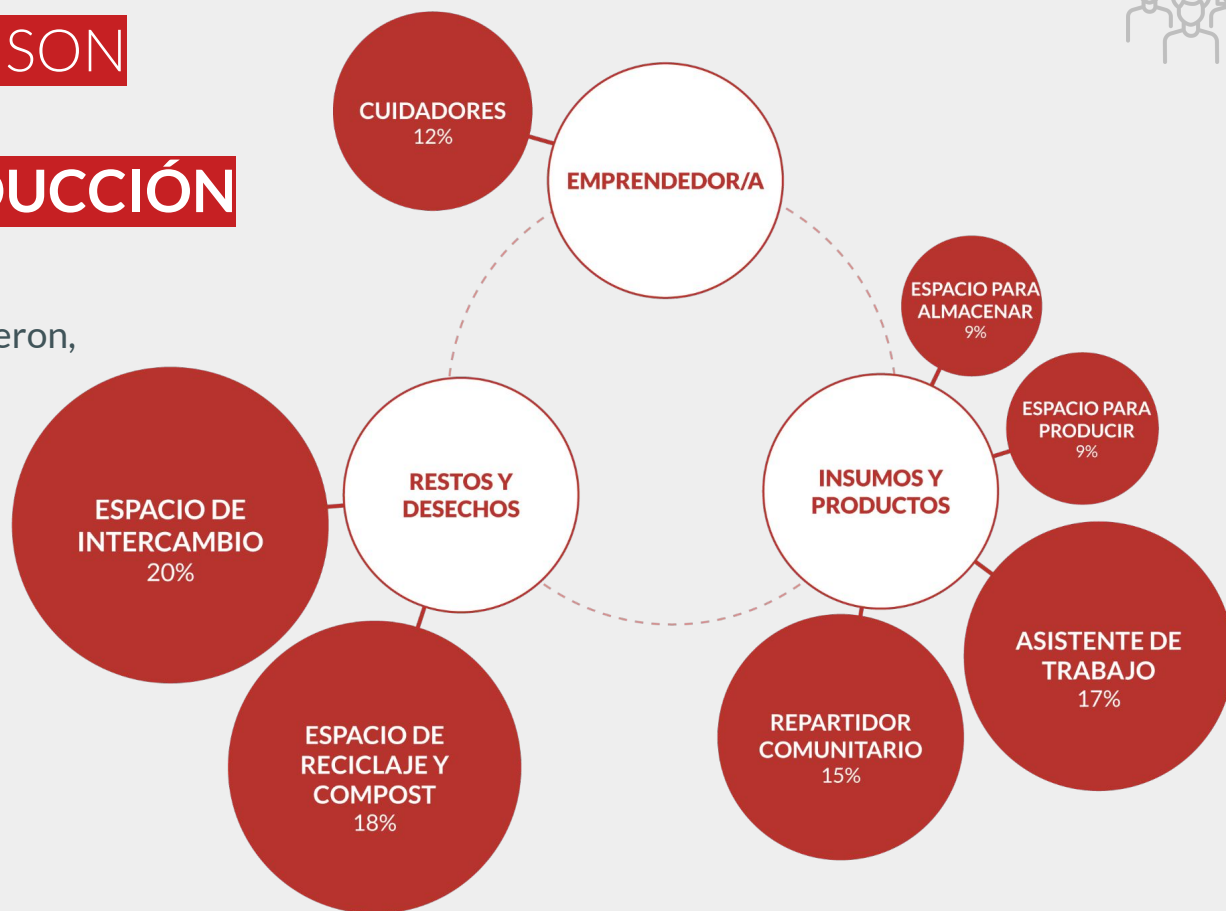 SON
DUCCIÓN
eron,
CUIDADORES
12%
EMPRENDEDOR/A
ESPACIO PARA
ALMACENAR
9%
ESPACIO PARA
PRODUCIR
9%
INSUMOS Y
PRODUCTOS
ASISTENTE DE
TRABAJO
17%
REPARTIDOR
COMUNITARIO
15%
RESTOS Y
DESECHOS
ESPACIO DE
INTERCAMBIO
20%
ESPACIO DE
RECICLAJE Y
COMPOST
18%